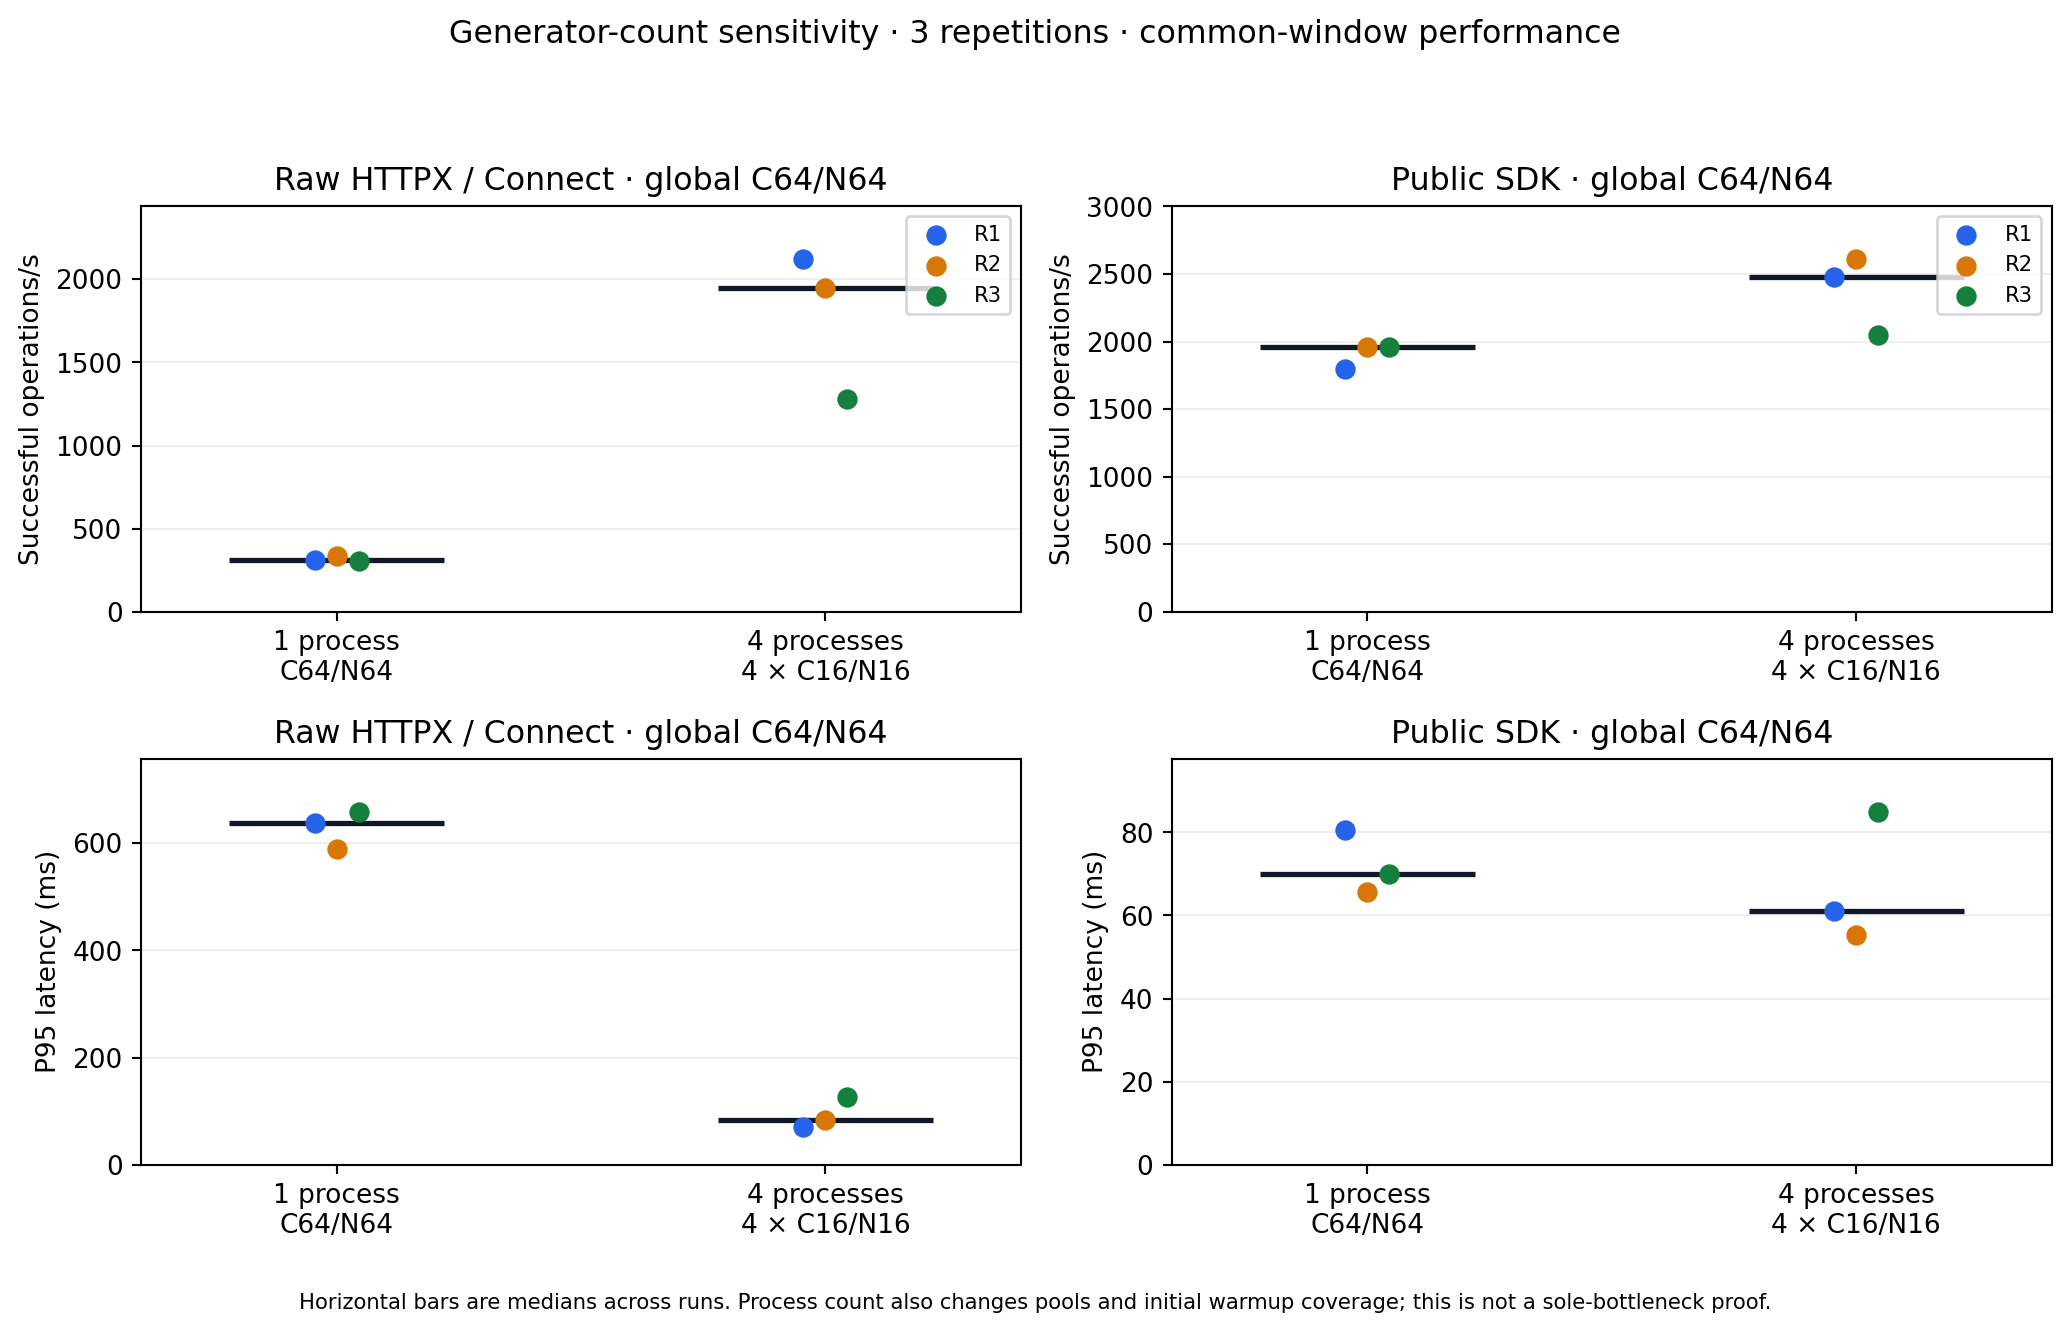 Generator-count sensitivity · 3 repetitions · common-window performance
Raw HTTPX / Connect · global C64/N64
Successful operations/s
2000
1500
1000
500
0
R1
R2
R3
1 process
C64/N64
4 processes
4 × C16/N16
Public SDK · global C64/N64
Successful operations/s
3000
2500
2000
1500
1000
500
0
R1
R2
R3
1 process
C64/N64
4 processes
4 × C16/N16
Raw HTTPX / Connect · global C64/N64
P95 latency (ms)
600
400
200
0
1 process
C64/N64
4 processes
4 × C16/N16
Public SDK · global C64/N64
P95 latency (ms)
80
60
40
20
0
1 process
C64/N64
4 processes
4 × C16/N16
Horizontal bars are medians across runs. Process count also changes pools and initial warmup coverage; this is not a sole-bottleneck proof.